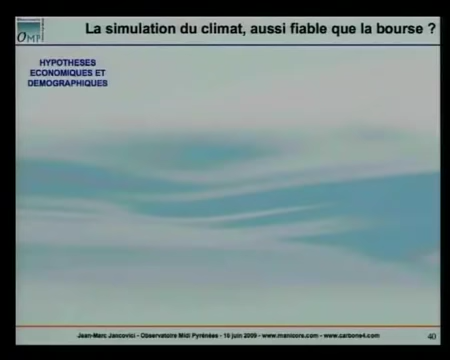 La simulation du climat, aussi fiable que la bourse ?
OMP
HYPOTHESES
ECONOMIQUES ET
DEMOGRAPHIQUES
Jean-Marc Jancovici - Observatoire Midi Pyrénées - 10 juin 2009 - www.manicore.com - www.carbone4.com
40